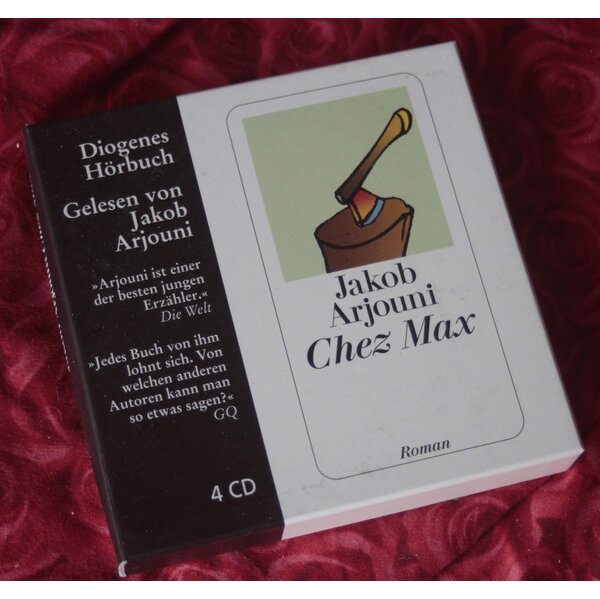 Diogenes
Hörbuch
Gelesen von
Jakob
Arjouni
»Arjouni ist einer
der besten jungen
Erzähler.«
Die Welt
»Jedes Buch von ihm
lohnt sich. Von
welchen anderen
Autoren kann man
so etwas sagen?«
GQ
4 CD
Jakob
Arjouni
Chez Max
Roman